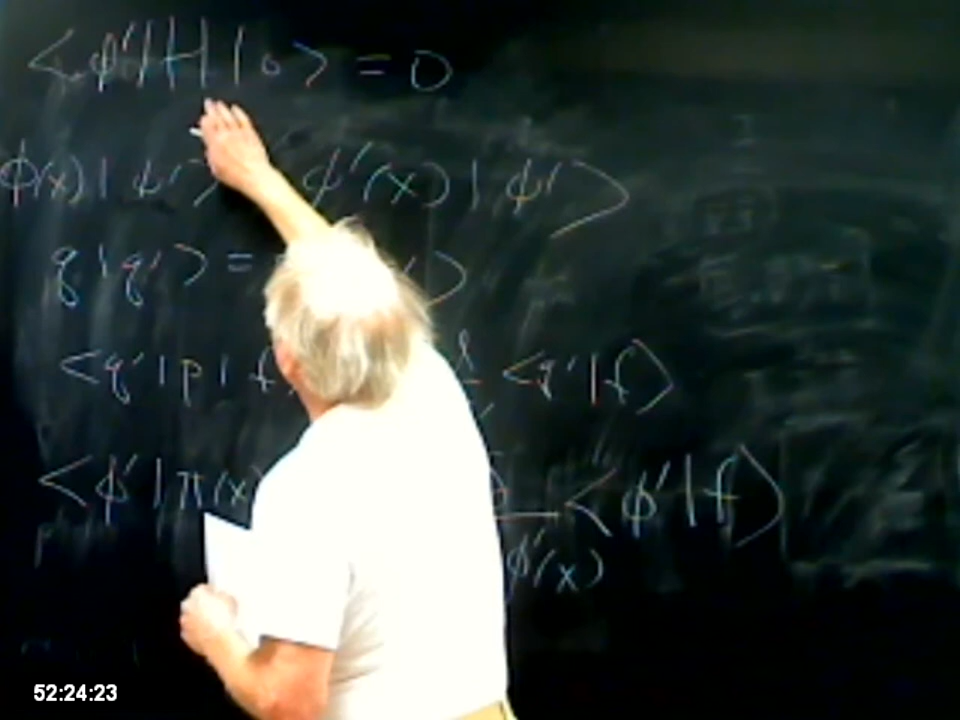 <φ'|H|0> = 0
φ(x)|φ'> φ'(x)|φ'>
q|q'> = >
<q'|p|f <q'|f>
<φ'|π(x) <φ'|f>
φ'(x)
52:24:23